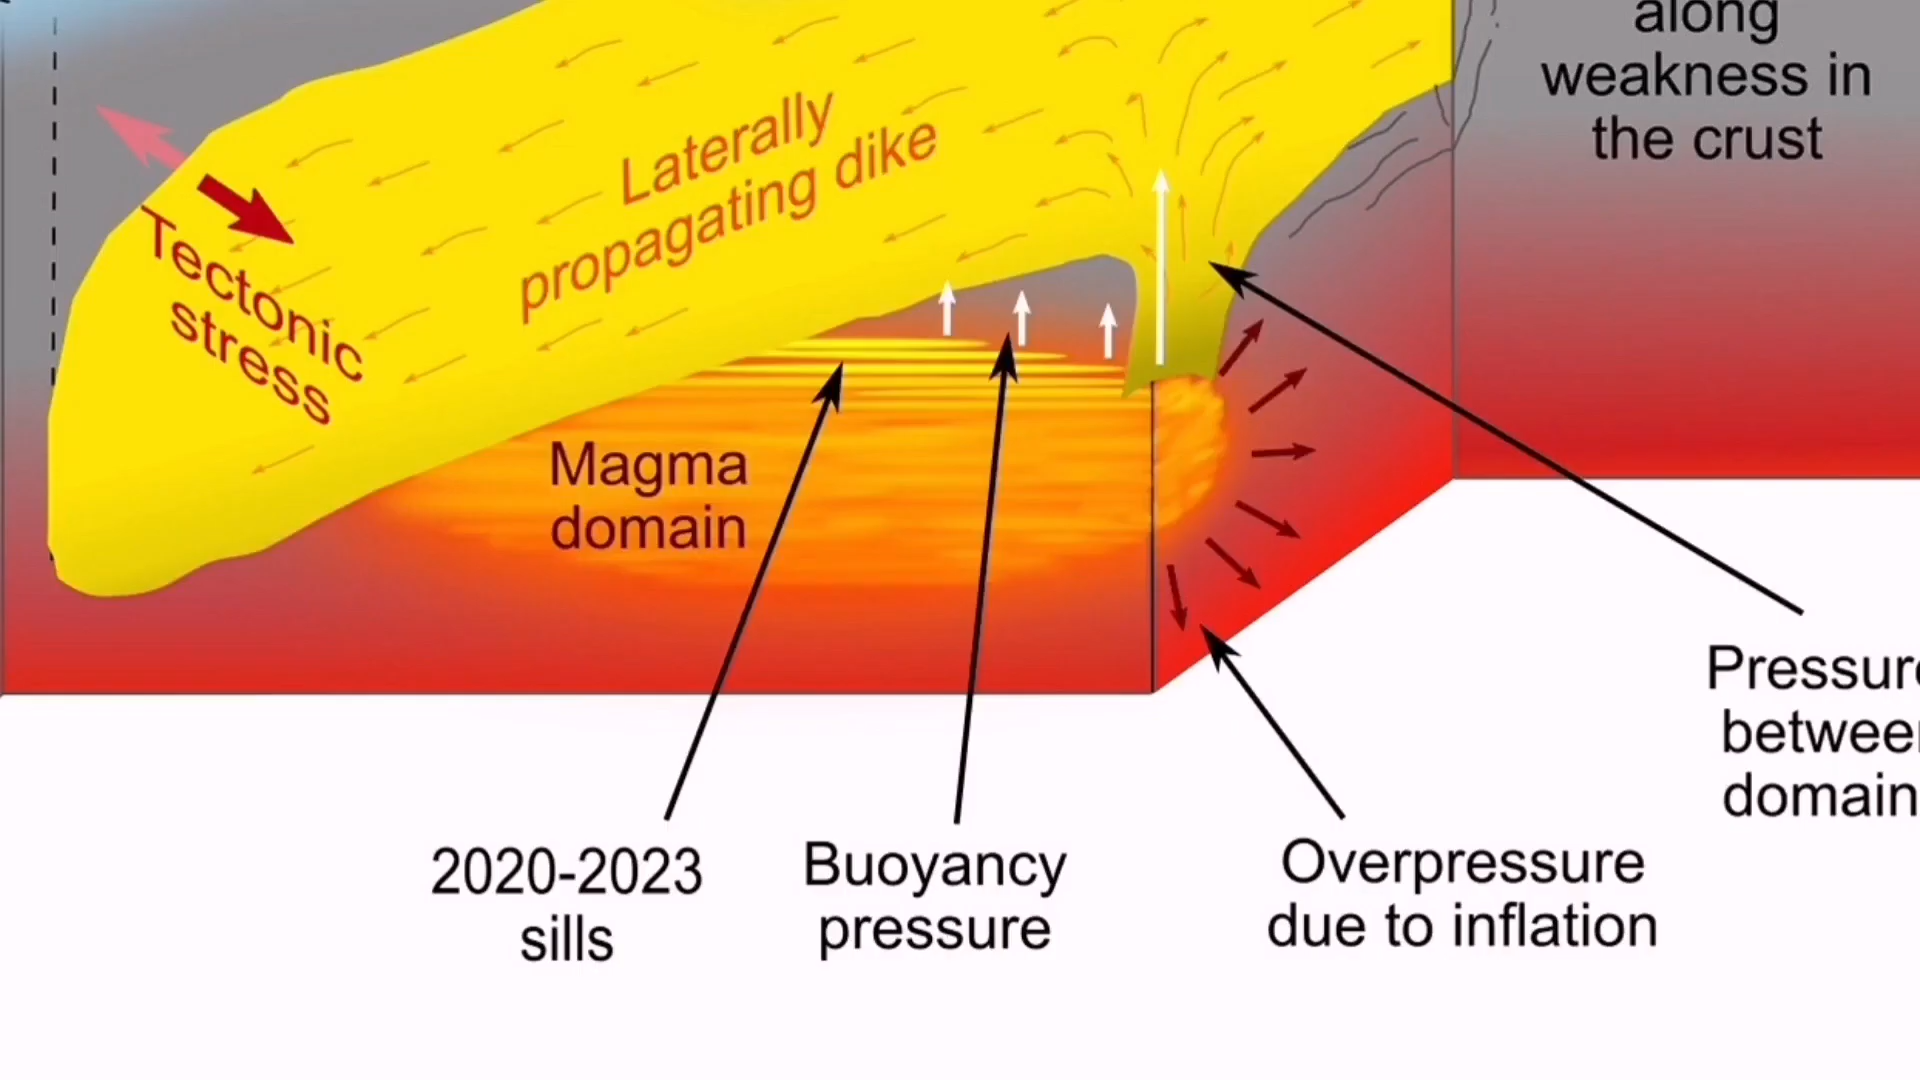 along
weakness in
the crust
Laterally
propagating dike
Tectonic
stress
Magma
domain
2020-2023
sills
Buoyancy
pressure
Overpressure
due to inflation